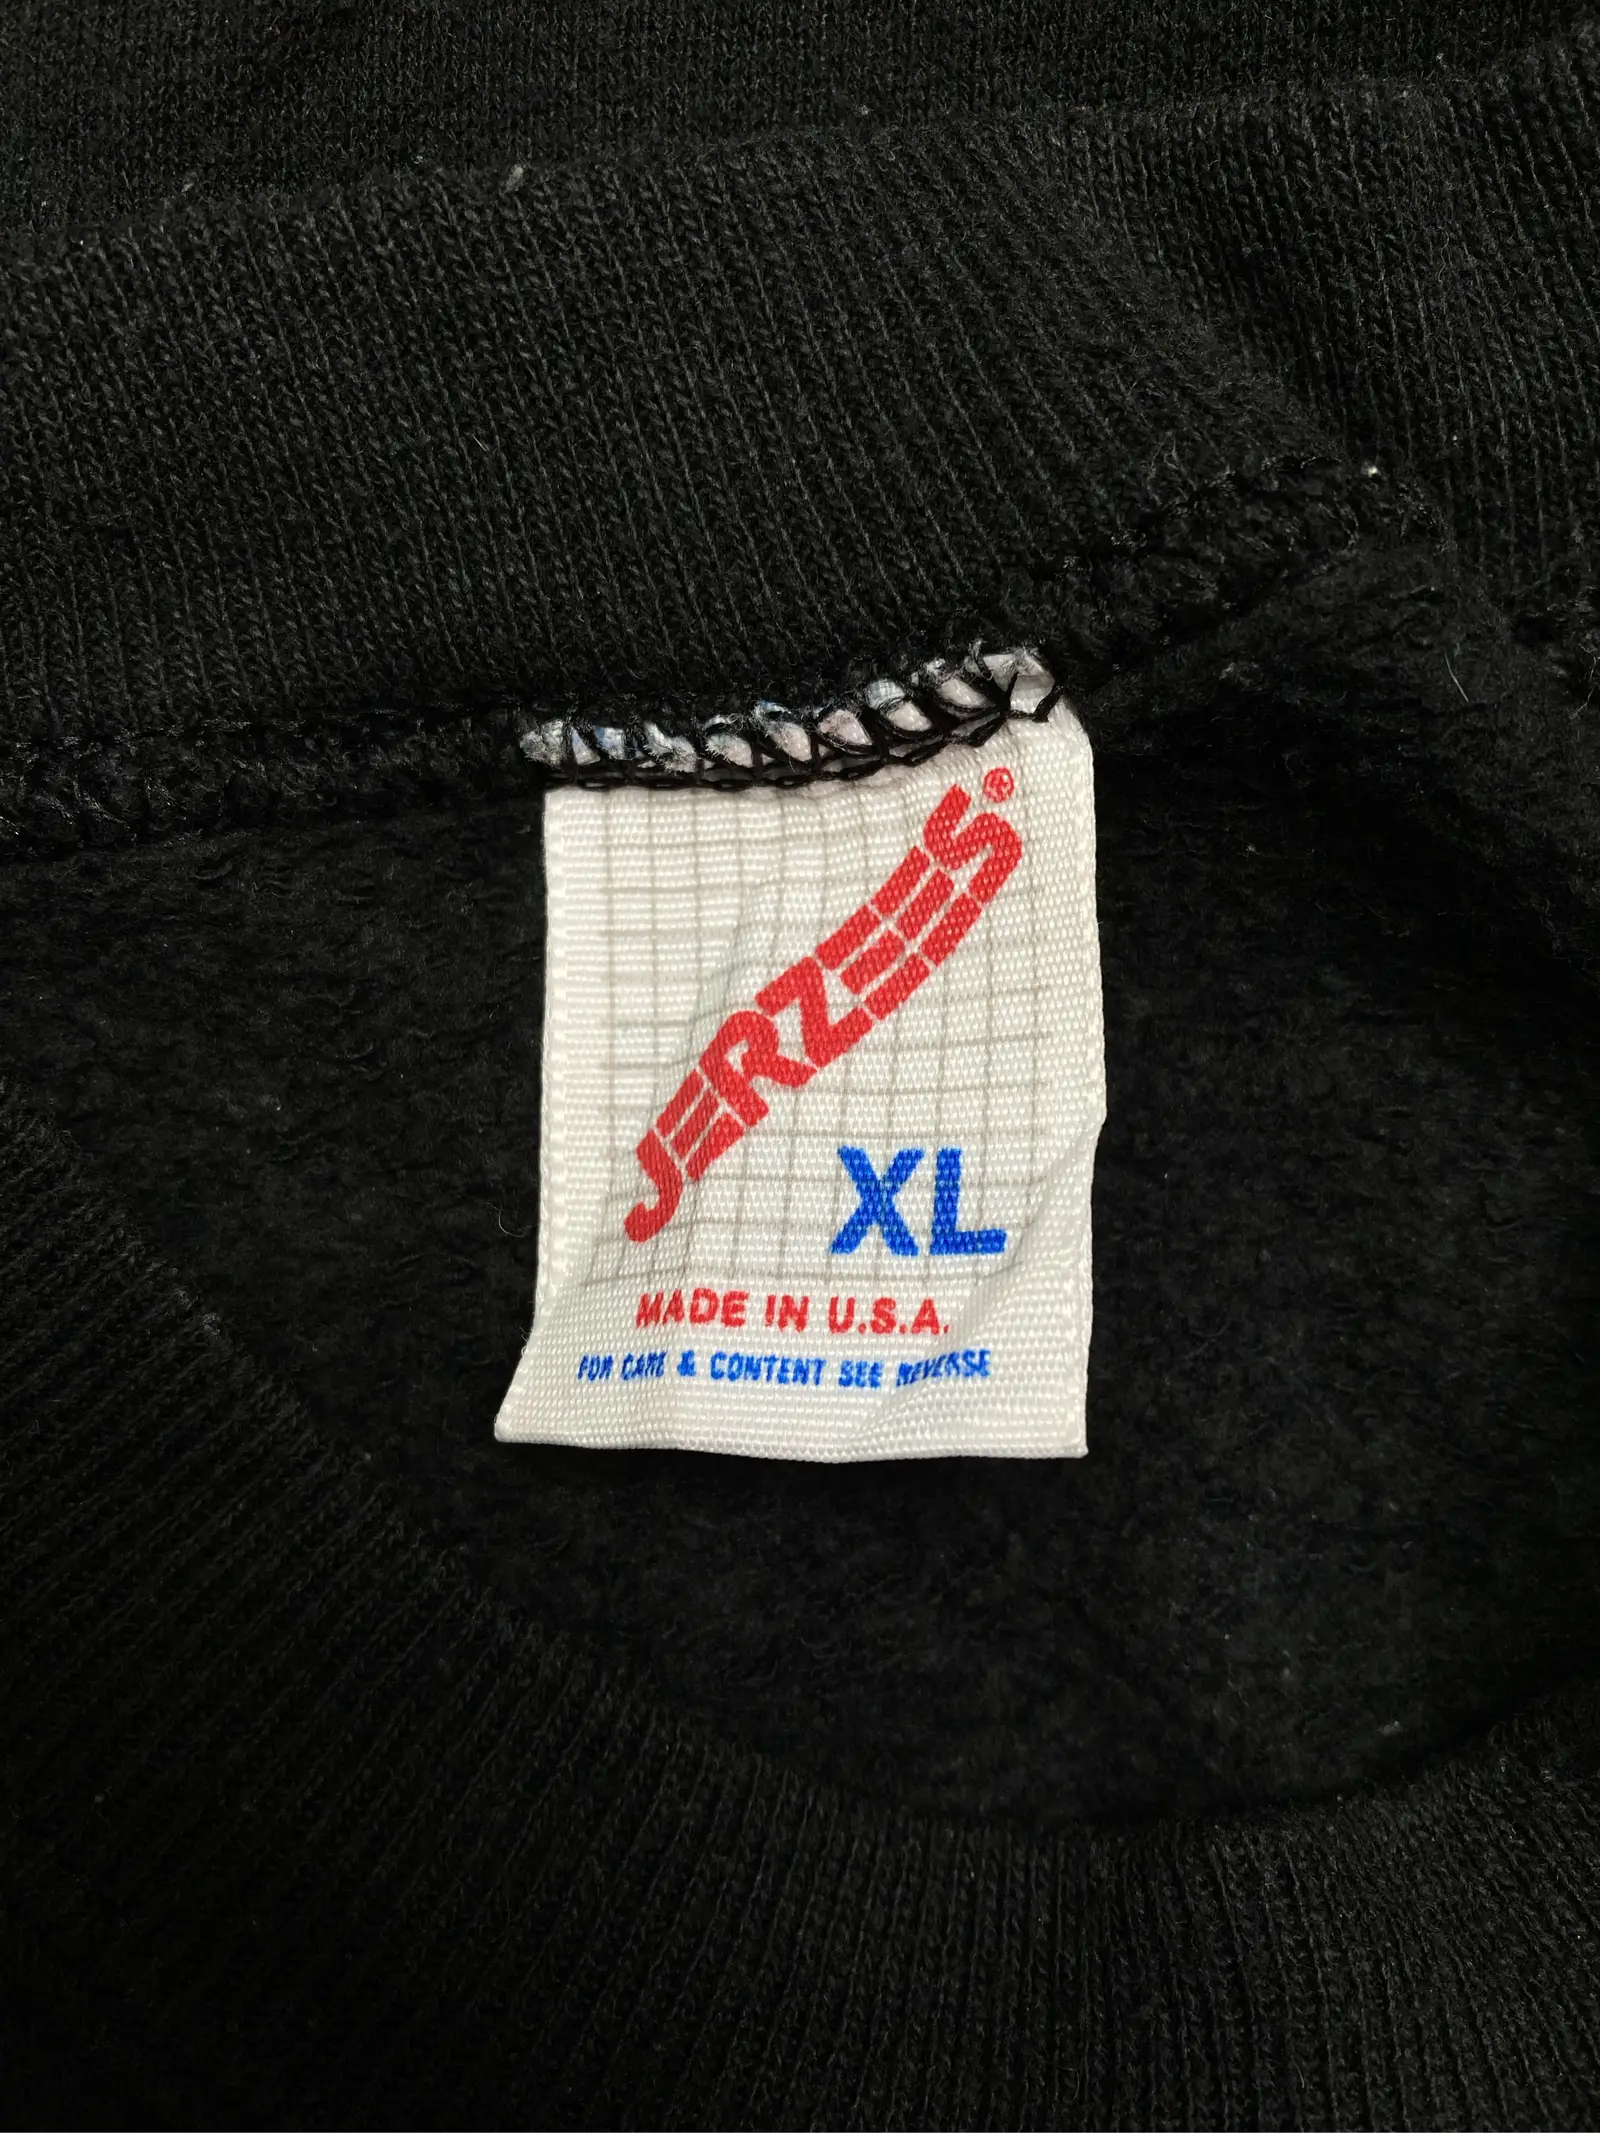 JERZEES®
XL
MADE IN U.S.A.
FOR CARE & CONTENT SEE REVERSE